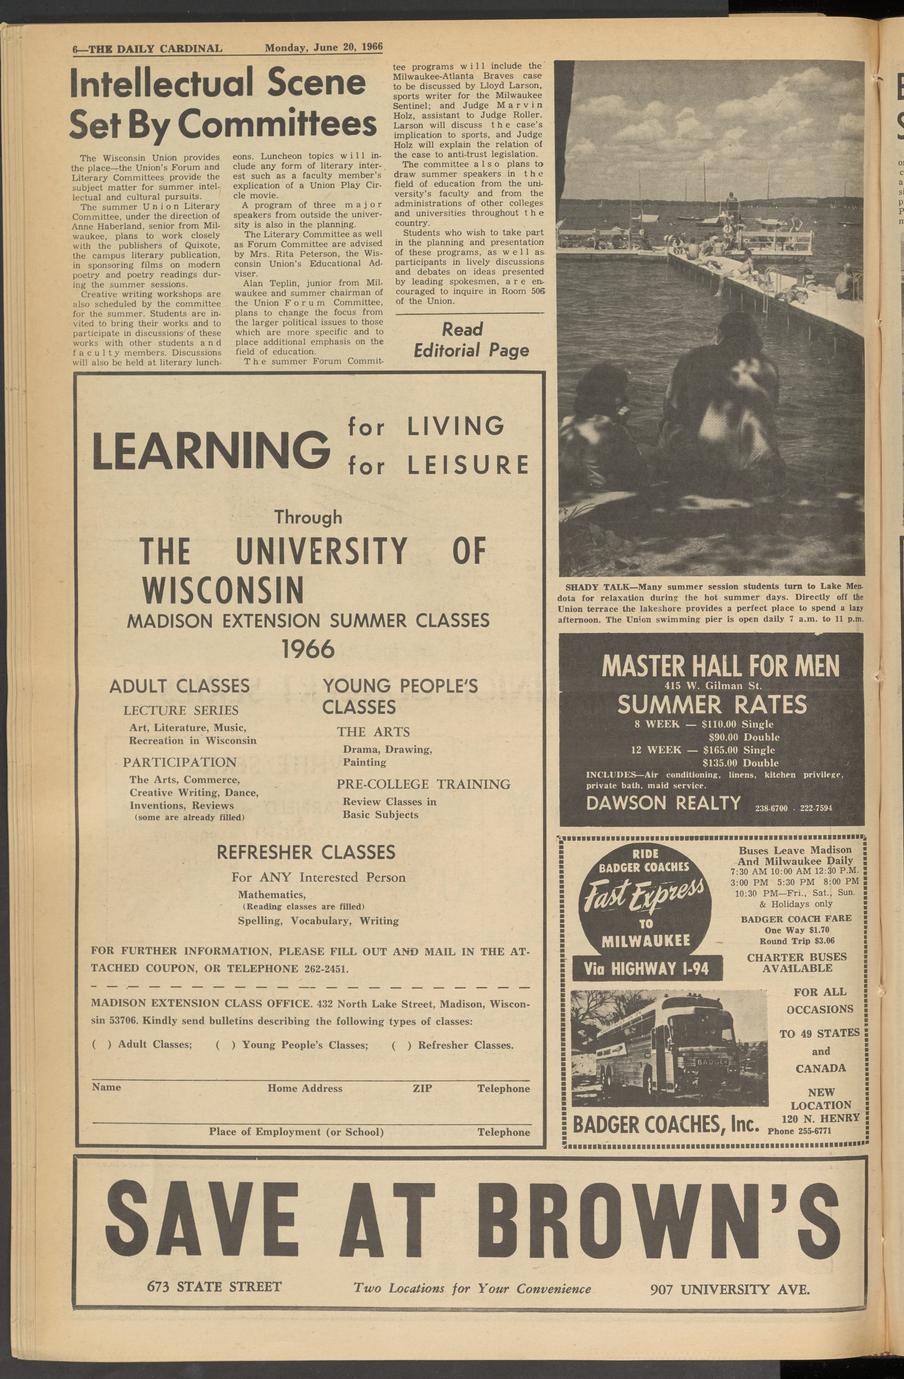 6—THE DAILY CARDINAL Monday, June 20, 1966
Intellectual Scene
Set By Committees
The Wisconsin Union provides
the place—the Union's Forum and
Literary Committees provide the
subject matter for summer intel-
lectual and cultural pursuits.
The summer Union Literary
Committee, under the direction of
Anne Haberland, senior from Mil-
waukee, plans to work closely
with the publishers of Quixote,
the campus literary publication,
in sponsoring films on modern
poetry and poetry readings dur-
ing the summer sessions.
Creative writing workshops are
also scheduled by the committee
for the summer. Students are in-
vited to bring their works and to
participate in discussions of these
works with other students and
faculty members. Discussions
will also be held at literary lunch-
eons. Luncheon topics will in-
clude any form of literary inter-
est such as a faculty member's
explication of a Union Play Cir-
cle movie.
A program of three major
speakers from outside the univer-
sity is also in the planning.
The Literary Committee as well
as Forum Committee are advised
by Mrs. Rita Peterson, the Wis-
consin Union's Educational Ad-
viser.
Alan Teplin, junior from Mil-
waukee and summer chairman of
the Union Forum Committee,
plans to change the focus from
the larger political issues to those
which are more specific and to
place additional emphasis on the
field of education.
The summer Forum Commit-
tee programs will include the
Milwaukee-Atlanta Braves case
to be discussed by Lloyd Larson,
sports writer for the Milwaukee
Sentinel; and Judge Marvin
Holz, assistant to Judge Roller.
Larson will discuss the case's
implication to sports, and Judge
Holz will explain the relation of
the case to anti-trust legislation.
The committee also plans to
draw summer speakers in the
field of education from the uni-
versity's faculty and from the
administrations of other colleges
and universities throughout the
country.
Students who wish to take part
in the planning and presentation
of these programs, as well as
participants in lively discussions
and debates on ideas presented
by leading spokesmen, are en-
couraged to inquire in Room 506
of the Union.
Read
Editorial Page
SHADY TALK—Many summer session students turn to Lake Men-
dota for relaxation during the hot summer days. Directly off the
Union terrace the lakeshore provides a perfect place to spend a lazy
afternoon. The Union swimming pier is open daily 7 a.m. to 11 p.m.
LEARNING for LIVING
for LEISURE
Through
THE UNIVERSITY OF
WISCONSIN
MADISON EXTENSION SUMMER CLASSES
1966
ADULT CLASSES
LECTURE SERIES
Art, Literature, Music,
Recreation in Wisconsin
PARTICIPATION
The Arts, Commerce,
Creative Writing, Dance,
Inventions, Reviews
(some are already filled)
YOUNG PEOPLE'S
CLASSES
THE ARTS
Drama, Drawing,
Painting
PRE-COLLEGE TRAINING
Review Classes in
Basic Subjects
REFRESHER CLASSES
For ANY Interested Person
Mathematics,
(Reading classes are filled)
Spelling, Vocabulary, Writing
FOR FURTHER INFORMATION, PLEASE FILL OUT AND MAIL IN THE AT-
TACHED COUPON, OR TELEPHONE 262-2451.
MADISON EXTENSION CLASS OFFICE. 432 North Lake Street, Madison, Wiscon-
sin 53706. Kindly send bulletins describing the following types of classes:
( ) Adult Classes; ( ) Young People's Classes; ( ) Refresher Classes.
Name Home Address ZIP Telephone
Place of Employment (or School) Telephone
MASTER HALL FOR MEN
415 W. Gilman St.
SUMMER RATES
8 WEEK — $110.00 Single
$90.00 Double
12 WEEK — $165.00 Single
$135.00 Double
INCLUDES—Air conditioning, linens, kitchen privilege,
private bath, maid service.
DAWSON REALTY 238-6700 - 222-7594
RIDE
BADGER COACHES
Fast Express
TO
MILWAUKEE
Via HIGHWAY I-94
BADGER
BADGER COACHES, Inc.
Buses Leave Madison
And Milwaukee Daily
7:30 AM 10:00 AM 12:30 P.M.
3:00 PM 5:30 PM 8:00 PM
10:30 PM—Fri., Sat., Sun.
& Holidays only
BADGER COACH FARE
One Way $1.70
Round Trip $3.06
CHARTER BUSES
AVAILABLE
FOR ALL
OCCASIONS
TO 49 STATES
and
CANADA
NEW
LOCATION
120 N. HENRY
Phone 255-6771
SAVE AT BROWN'S
673 STATE STREET Two Locations for Your Convenience 907 UNIVERSITY AVE.